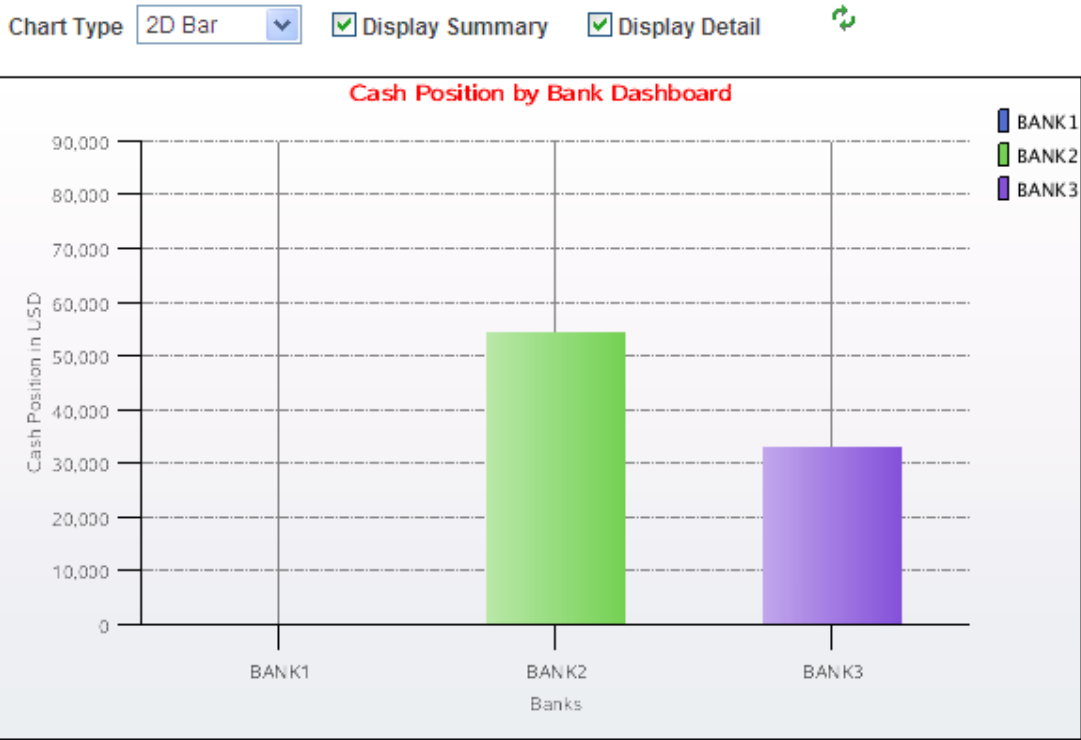 Chart Type 2D Bar Display Summary Display Detail
Cash Position by Bank Dashboard
BANK1
BANK2
BANK3
Cash Position in USD
90,000
80,000
70,000
60,000
50,000
40,000
30,000
20,000
10,000
0
BANK1 BANK2 BANK3
Banks